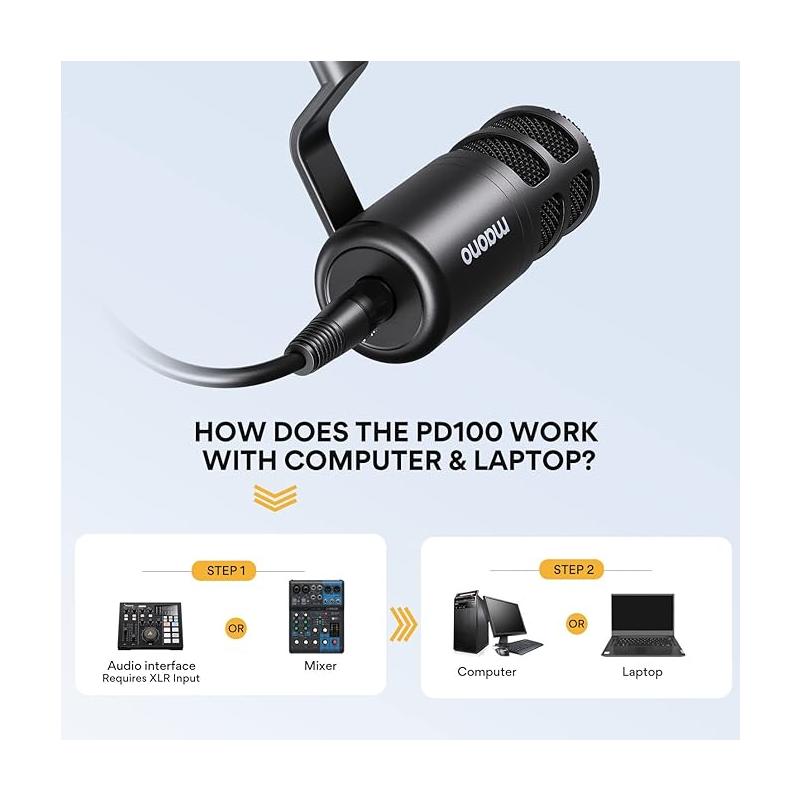 maono
HOW DOES THE PD100 WORK
WITH COMPUTER & LAPTOP?
STEP 1
OR
Audio interface
Requires XLR Input
Mixer
STEP 2
OR
Computer
Laptop